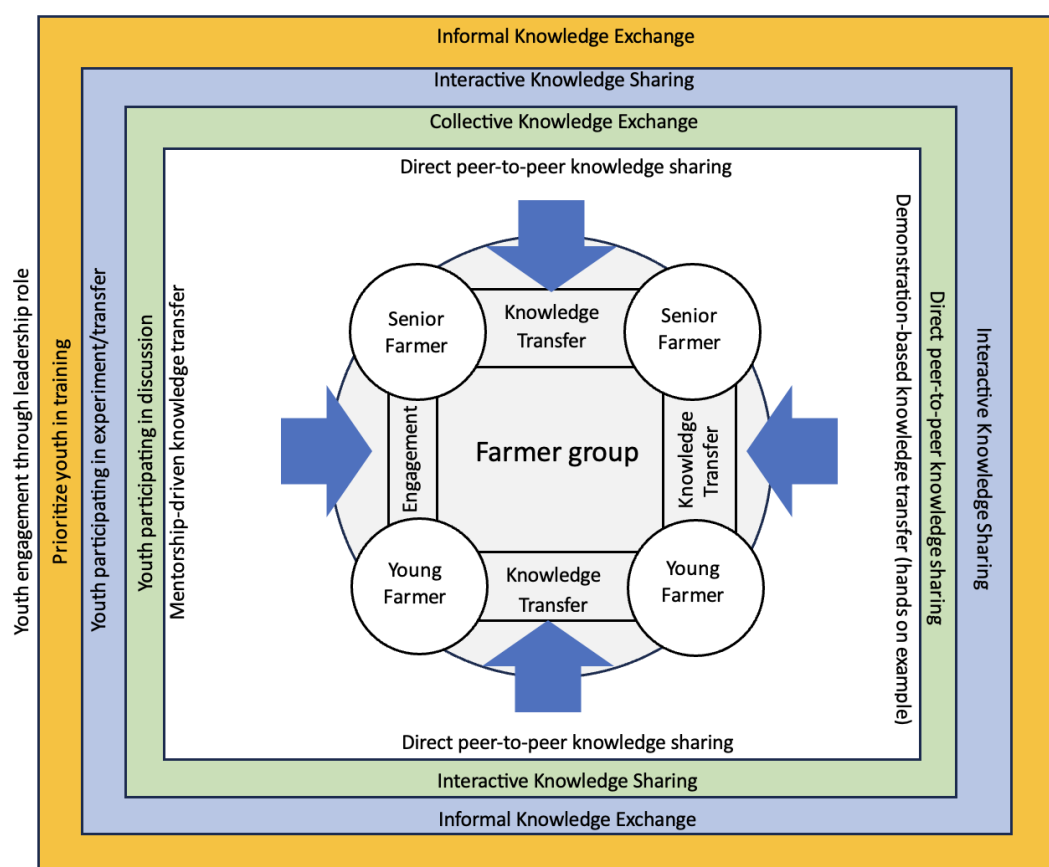 Informal Knowledge Exchange
Interactive Knowledge Sharing
Collective Knowledge Exchange
Direct peer-to-peer knowledge sharing
Youth engagement through leadership role
Prioritize youth in training
Youth participating in experiment/transfer
Youth participating in discussion
Mentorship-driven knowledge transfer
Senior
Farmer
Knowledge
Transfer
Senior
Farmer
Engagement
Farmer group
Knowledge
Transfer
Young
Farmer
Knowledge
Transfer
Young
Farmer
Demonstration-based knowledge transfer (hands on example)
Direct peer-to-peer knowledge sharing
Interactive Knowledge Sharing
Direct peer-to-peer knowledge sharing
Interactive Knowledge Sharing
Informal Knowledge Exchange